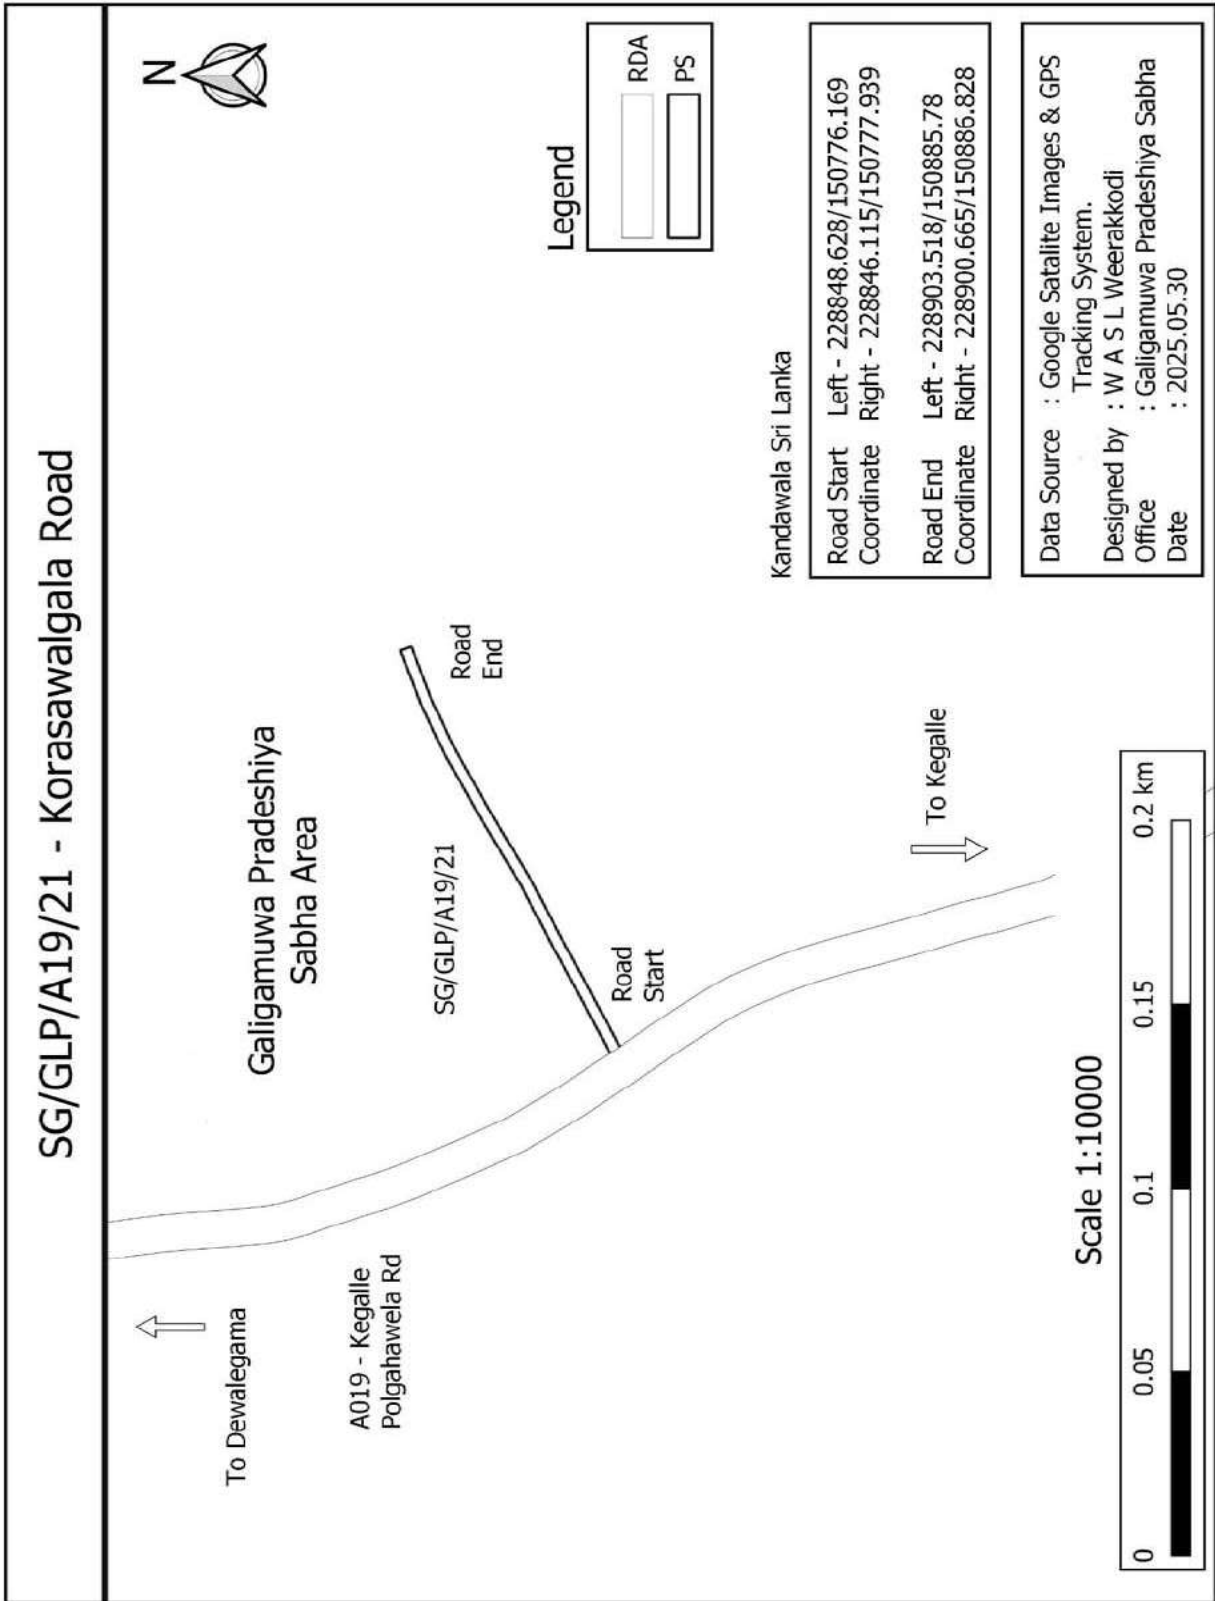 SG/GLP/A19/21 - Korasawalgala Road
N
To Dewalegama
Galigamuwa Pradeshiya
Sabha Area
A019 - Kegalle
Polgahawela Rd
SG/GLP/A19/21
Road
End
Road
Start
To Kegalle
Legend
RDA
PS
Kandawala Sri Lanka
Road Start Left - 228848.628/150776.169
Coordinate Right - 228846.115/150777.939
Road End Left - 228903.518/150885.78
Coordinate Right - 228900.665/150886.828
Data Source : Google Satalite Images & GPS
Tracking System.
Designed by : W A S L Weerakkodi
Office : Galigamuwa Pradeshiya Sabha
Date : 2025.05.30
Scale 1:10000
0 0.05 0.1 0.15 0.2 km